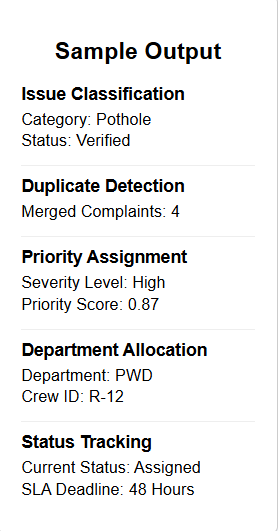 Sample Output
Issue Classification
Category: Pothole
Status: Verified
Duplicate Detection
Merged Complaints: 4
Priority Assignment
Severity Level: High
Priority Score: 0.87
Department Allocation
Department: PWD
Crew ID: R-12
Status Tracking
Current Status: Assigned
SLA Deadline: 48 Hours